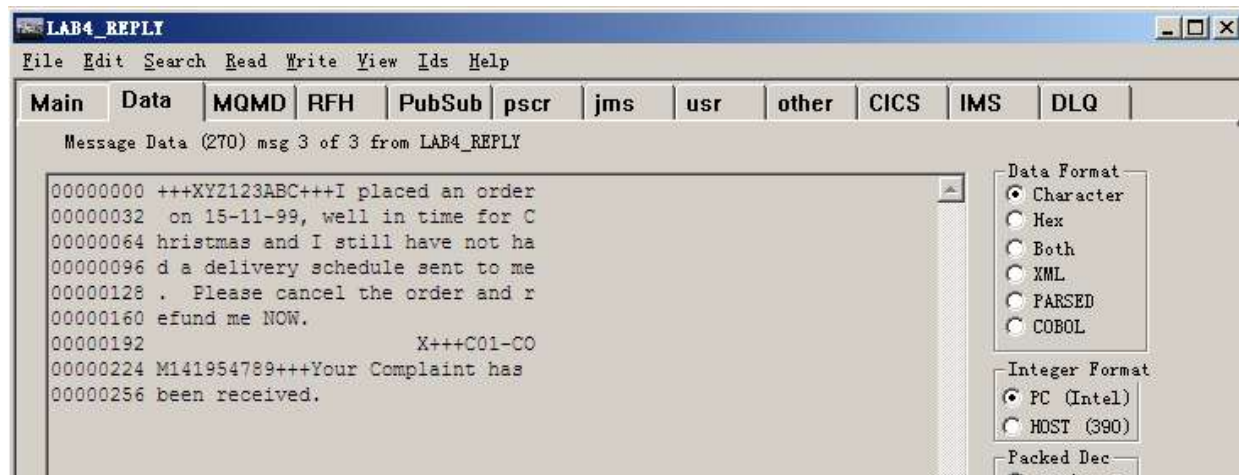 LAB4_REPLY
File Edit Search Read Write View Ids Help
Main Data MQMD RFH PubSub pscr jms usr other CICS IMS DLQ
Message Data (270) msg 3 of 3 from LAB4_REPLY
00000000 +++XYZ123ABC+++I placed an order
00000032  on 15-11-99, well in time for C
00000064 hristmas and I still have not ha
00000096 d a delivery schedule sent to me
00000128 .  Please cancel the order and r
00000160 efund me NOW.
00000192                 X+++C01-CO
00000224 M141954789+++Your Complaint has
00000256 been received.
Data Format
Character
Hex
Both
XML
PARSED
COBOL
Integer Format
PC (Intel)
HOST (390)
Packed Dec